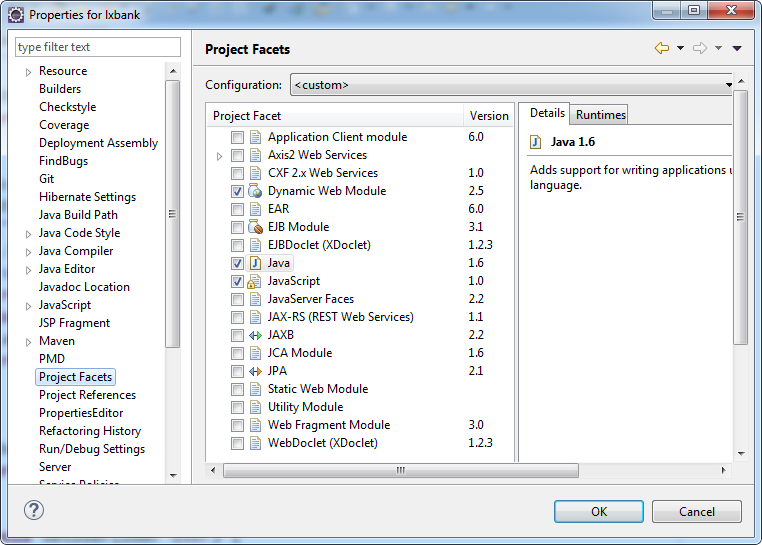 Properties for lxbank
type filter text
Resource
Builders
Checkstyle
Coverage
Deployment Assembly
FindBugs
Git
Hibernate Settings
Java Build Path
Java Code Style
Java Compiler
Java Editor
Javadoc Location
JavaScript
JSP Fragment
Maven
PMD
Project Facets
Project References
PropertiesEditor
Refactoring History
Run/Debug Settings
Server
Service Policies
Project Facets
Configuration: <custom>
Project Facet Version
Application Client module 6.0
Axis2 Web Services
CXF 2.x Web Services 1.0
Dynamic Web Module 2.5
EAR 6.0
EJB Module 3.1
EJBDoclet (XDoclet) 1.2.3
Java 1.6
JavaScript 1.0
JavaServer Faces 2.2
JAX-RS (REST Web Services) 1.1
JAXB 2.2
JCA Module 1.6
JPA 2.1
Static Web Module
Utility Module
Web Fragment Module 3.0
WebDoclet (XDoclet) 1.2.3
Details Runtimes
Java 1.6
Adds support for writing applications u
language.
OK Cancel